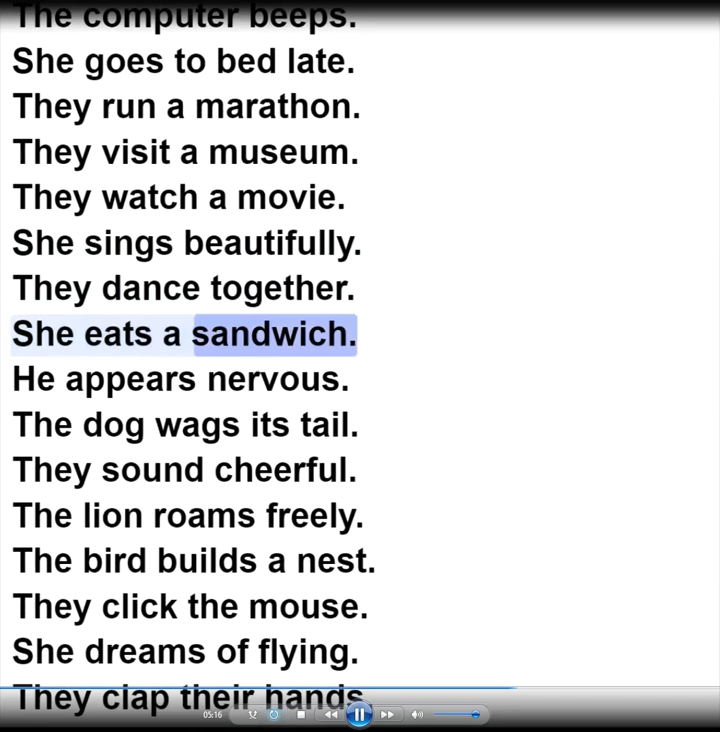 The computer beeps.
She goes to bed late.
They run a marathon.
They visit a museum.
They watch a movie.
She sings beautifully.
They dance together.
She eats a sandwich.
He appears nervous.
The dog wags its tail.
They sound cheerful.
The lion roams freely.
The bird builds a nest.
They click the mouse.
She dreams of flying.
They clap their hands
05:16